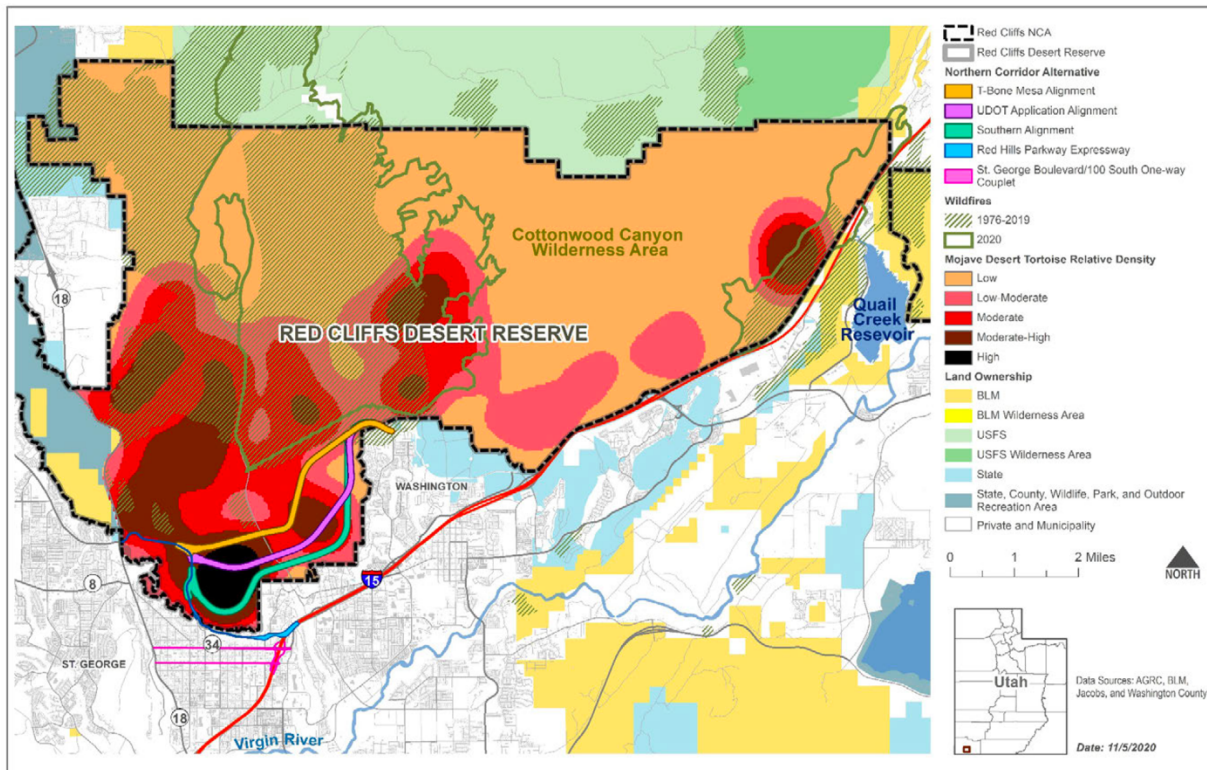 18
Cottonwood Canyon
Wilderness Area
RED CLIFFS DESERT RESERVE
Quail
Creek
Resevoir
WASHINGTON
15
8
34
ST. GEORGE
18
Virgin River
Red Cliffs NCA
Red Cliffs Desert Reserve
Northern Corridor Alternative
T-Bone Mesa Alignment
UDOT Application Alignment
Southern Alignment
Red Hills Parkway Expressway
St. George Boulevard/100 South One-way
Couplet
Wildfires
1976-2019
2020
Mojave Desert Tortoise Relative Density
Low
Low-Moderate
Moderate
Moderate-High
High
Land Ownership
BLM
BLM Wilderness Area
USFS
USFS Wilderness Area
State
State, County, Wildlife, Park, and Outdoor
Recreation Area
Private and Municipality
0 1 2 Miles
NORTH
Utah
Data Sources: AGRC, BLM,
Jacobs, and Washington County
Date: 11/5/2020